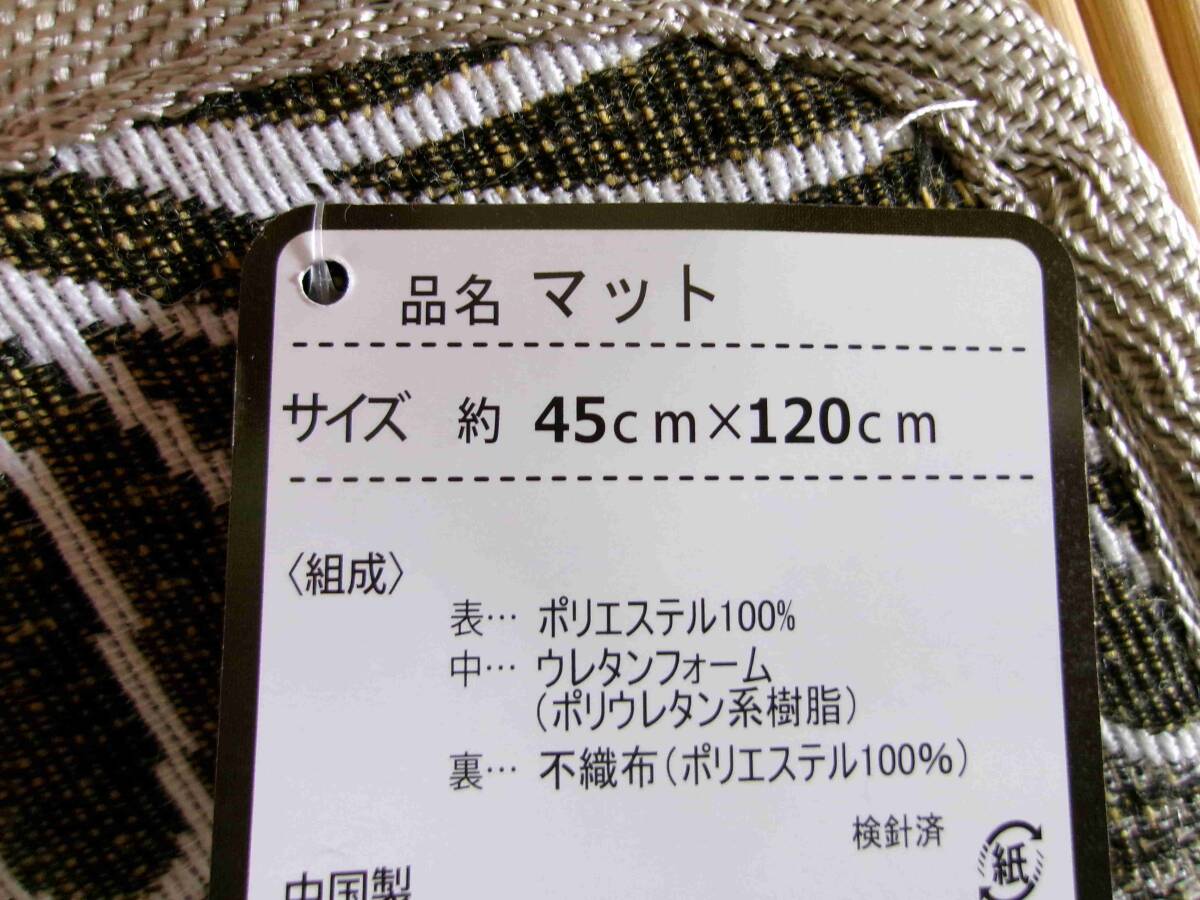 品名 マット
サイズ 約 45cm×120cm
〈組成〉
表… ポリエステル100%
中… ウレタンフォーム
(ポリウレタン系樹脂)
裏… 不織布(ポリエステル100%)
検針済
紙
中国製